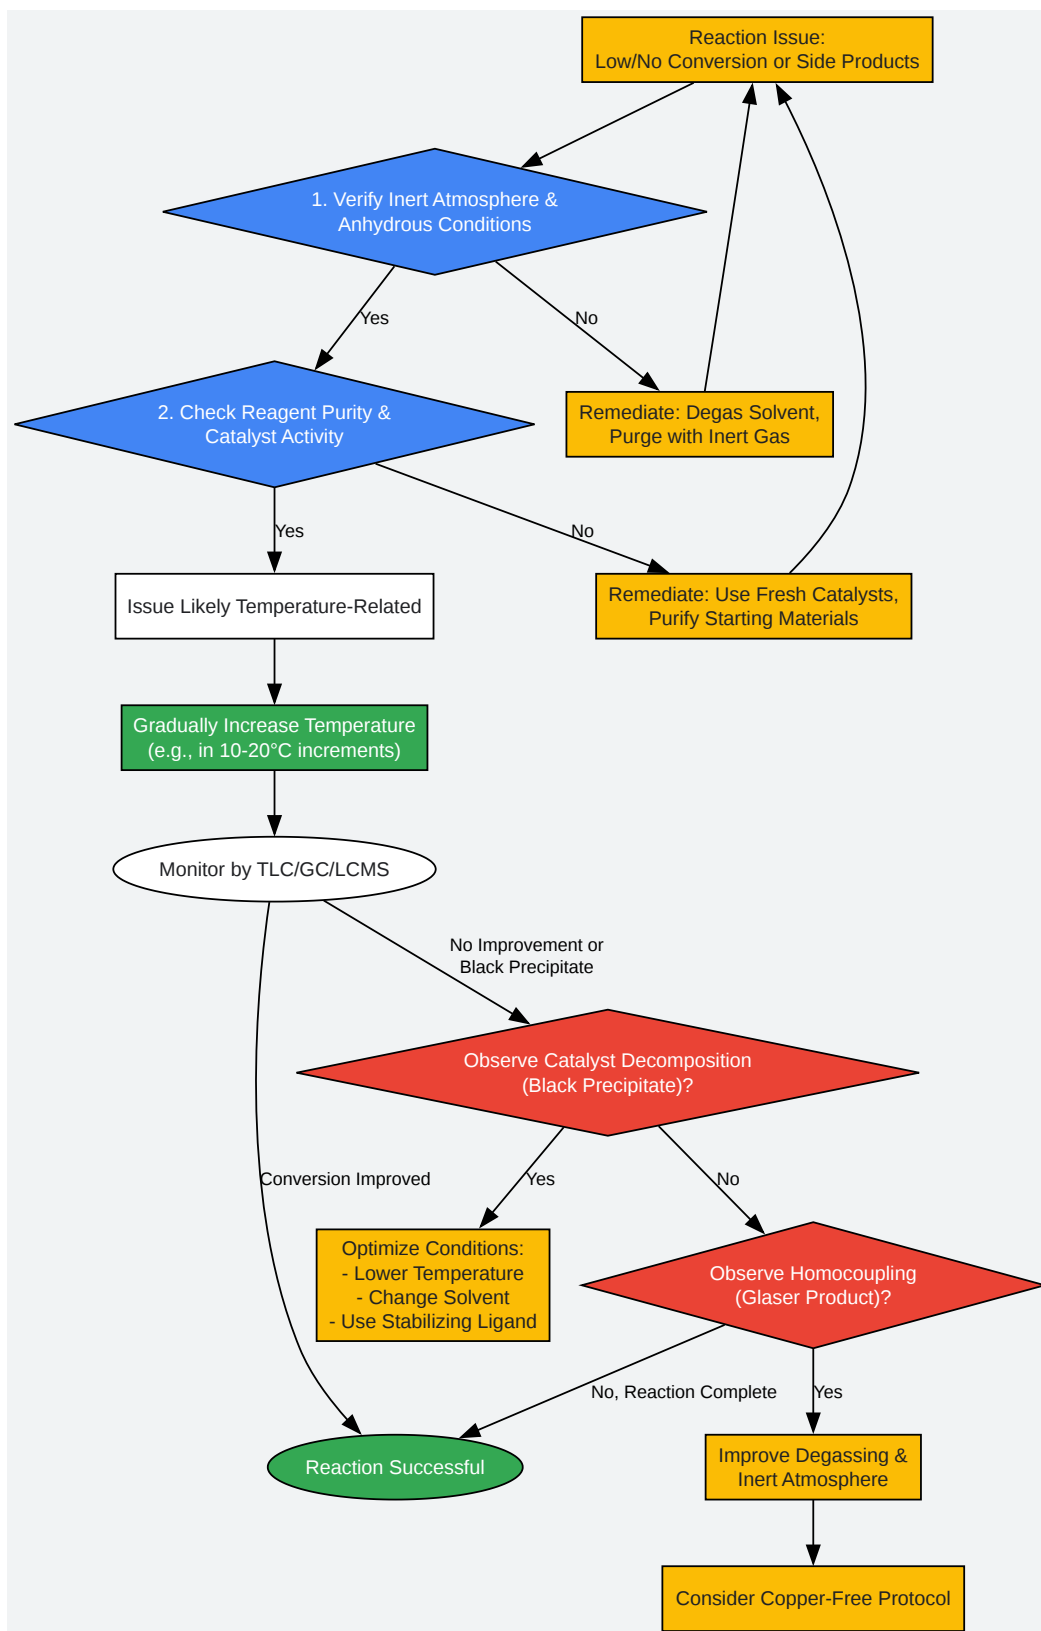 Reaction Issue:
Low/No Conversion or Side Products
1. Verify Inert Atmosphere &
Anhydrous Conditions
Yes
No
2. Check Reagent Purity &
Catalyst Activity
Remediate: Degas Solvent,
Purge with Inert Gas
Yes
No
Issue Likely Temperature-Related
Remediate: Use Fresh Catalysts,
Purify Starting Materials
Gradually Increase Temperature
(e.g., in 10-20°C increments)
Monitor by TLC/GC/LCMS
No Improvement or
Black Precipitate
Observe Catalyst Decomposition
(Black Precipitate)?
Conversion Improved
Yes
No
Optimize Conditions:
- Lower Temperature
- Change Solvent
- Use Stabilizing Ligand
Observe Homocoupling
(Glaser Product)?
No, Reaction Complete
Yes
Reaction Successful
Improve Degassing &
Inert Atmosphere
Consider Copper-Free Protocol